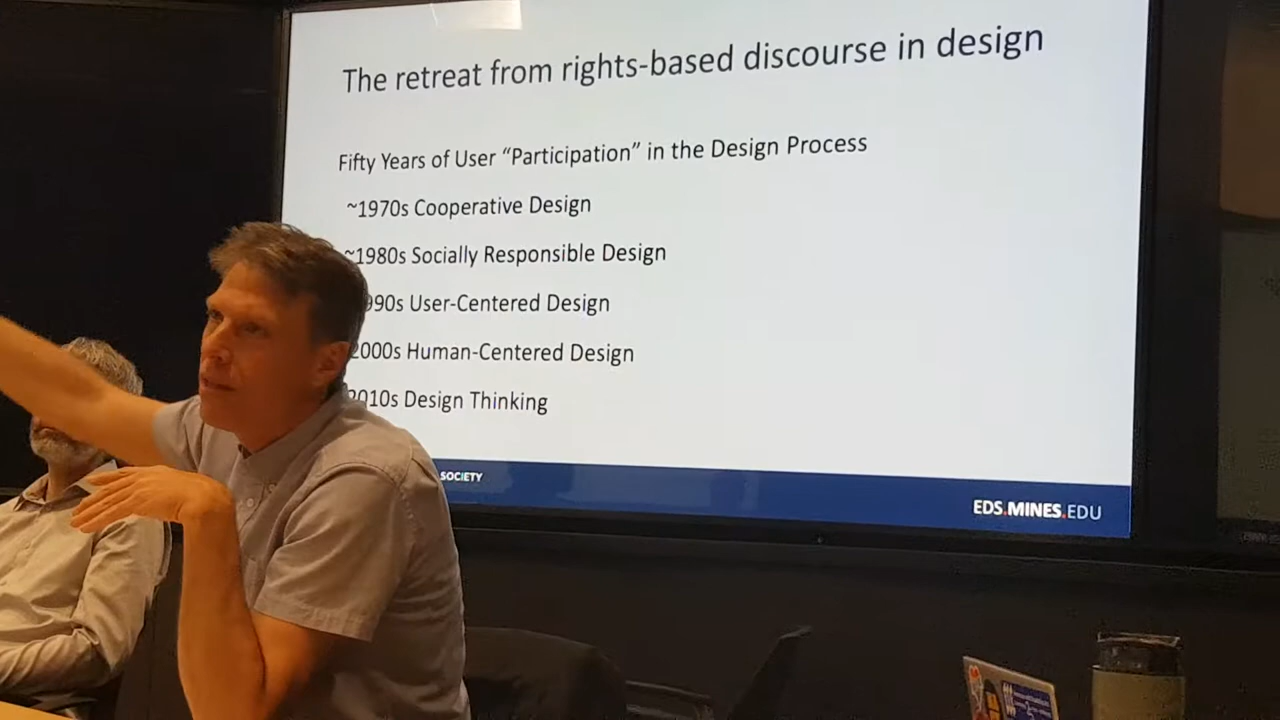 The retreat from rights-based discourse in design
Fifty Years of User “Participation” in the Design Process
~1970s Cooperative Design
~1980s Socially Responsible Design
990s User-Centered Design
2000s Human-Centered Design
2010s Design Thinking
SOCIETY
EDS.MINES.EDU